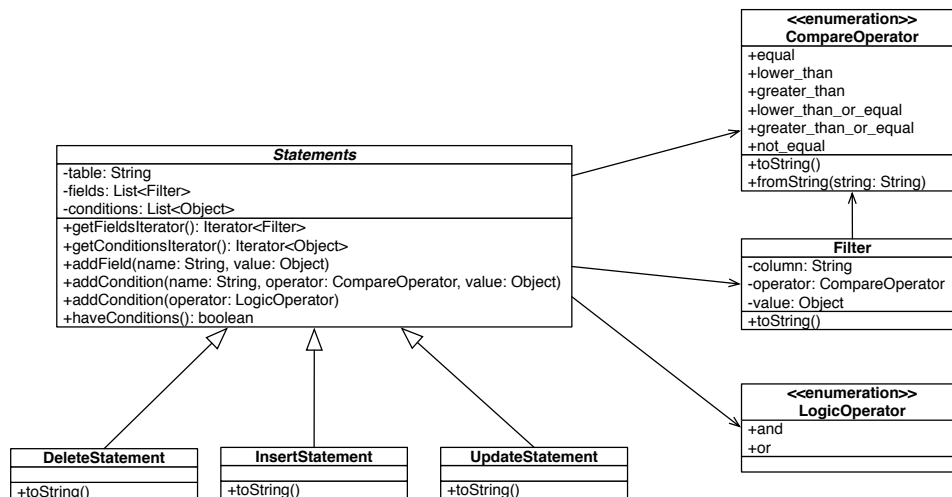 <<enumeration>>
CompareOperator
+equal
+lower_than
+greater_than
+lower_than_or_equal
+greater_than_or_equal
+not_equal
+toString()
+fromString(string: String)
Statements
-table: String
-fields: List<Filter>
-conditions: List<Object>
+getFieldsIterator(): Iterator<Filter>
+getConditionsIterator(): Iterator<Object>
+addField(name: String, value: Object)
+addCondition(name: String, operator: CompareOperator, value: Object)
+addCondition(operator: LogicOperator)
+haveConditions(): boolean
Filter
-column: String
-operator: CompareOperator
-value: Object
+toString()
<<enumeration>>
LogicOperator
+and
+or
DeleteStatement
+toString()
InsertStatement
+toString()
UpdateStatement
+toString()